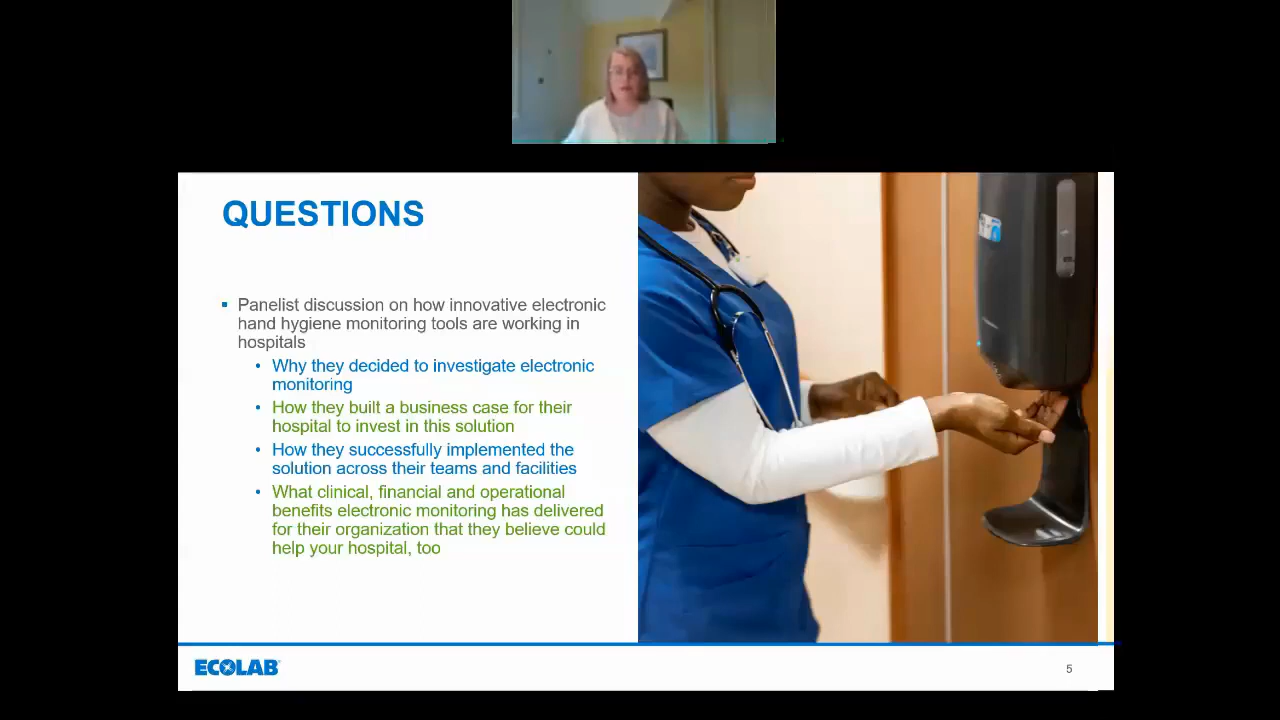 QUESTIONS
Panelist discussion on how innovative electronic
hand hygiene monitoring tools are working in
hospitals
Why they decided to investigate electronic
monitoring
How they built a business case for their
hospital to invest in this solution
How they successfully implemented the
solution across their teams and facilities
What clinical, financial and operational
benefits electronic monitoring has delivered
for their organization that they believe could
help your hospital, too
ECOLAB
5